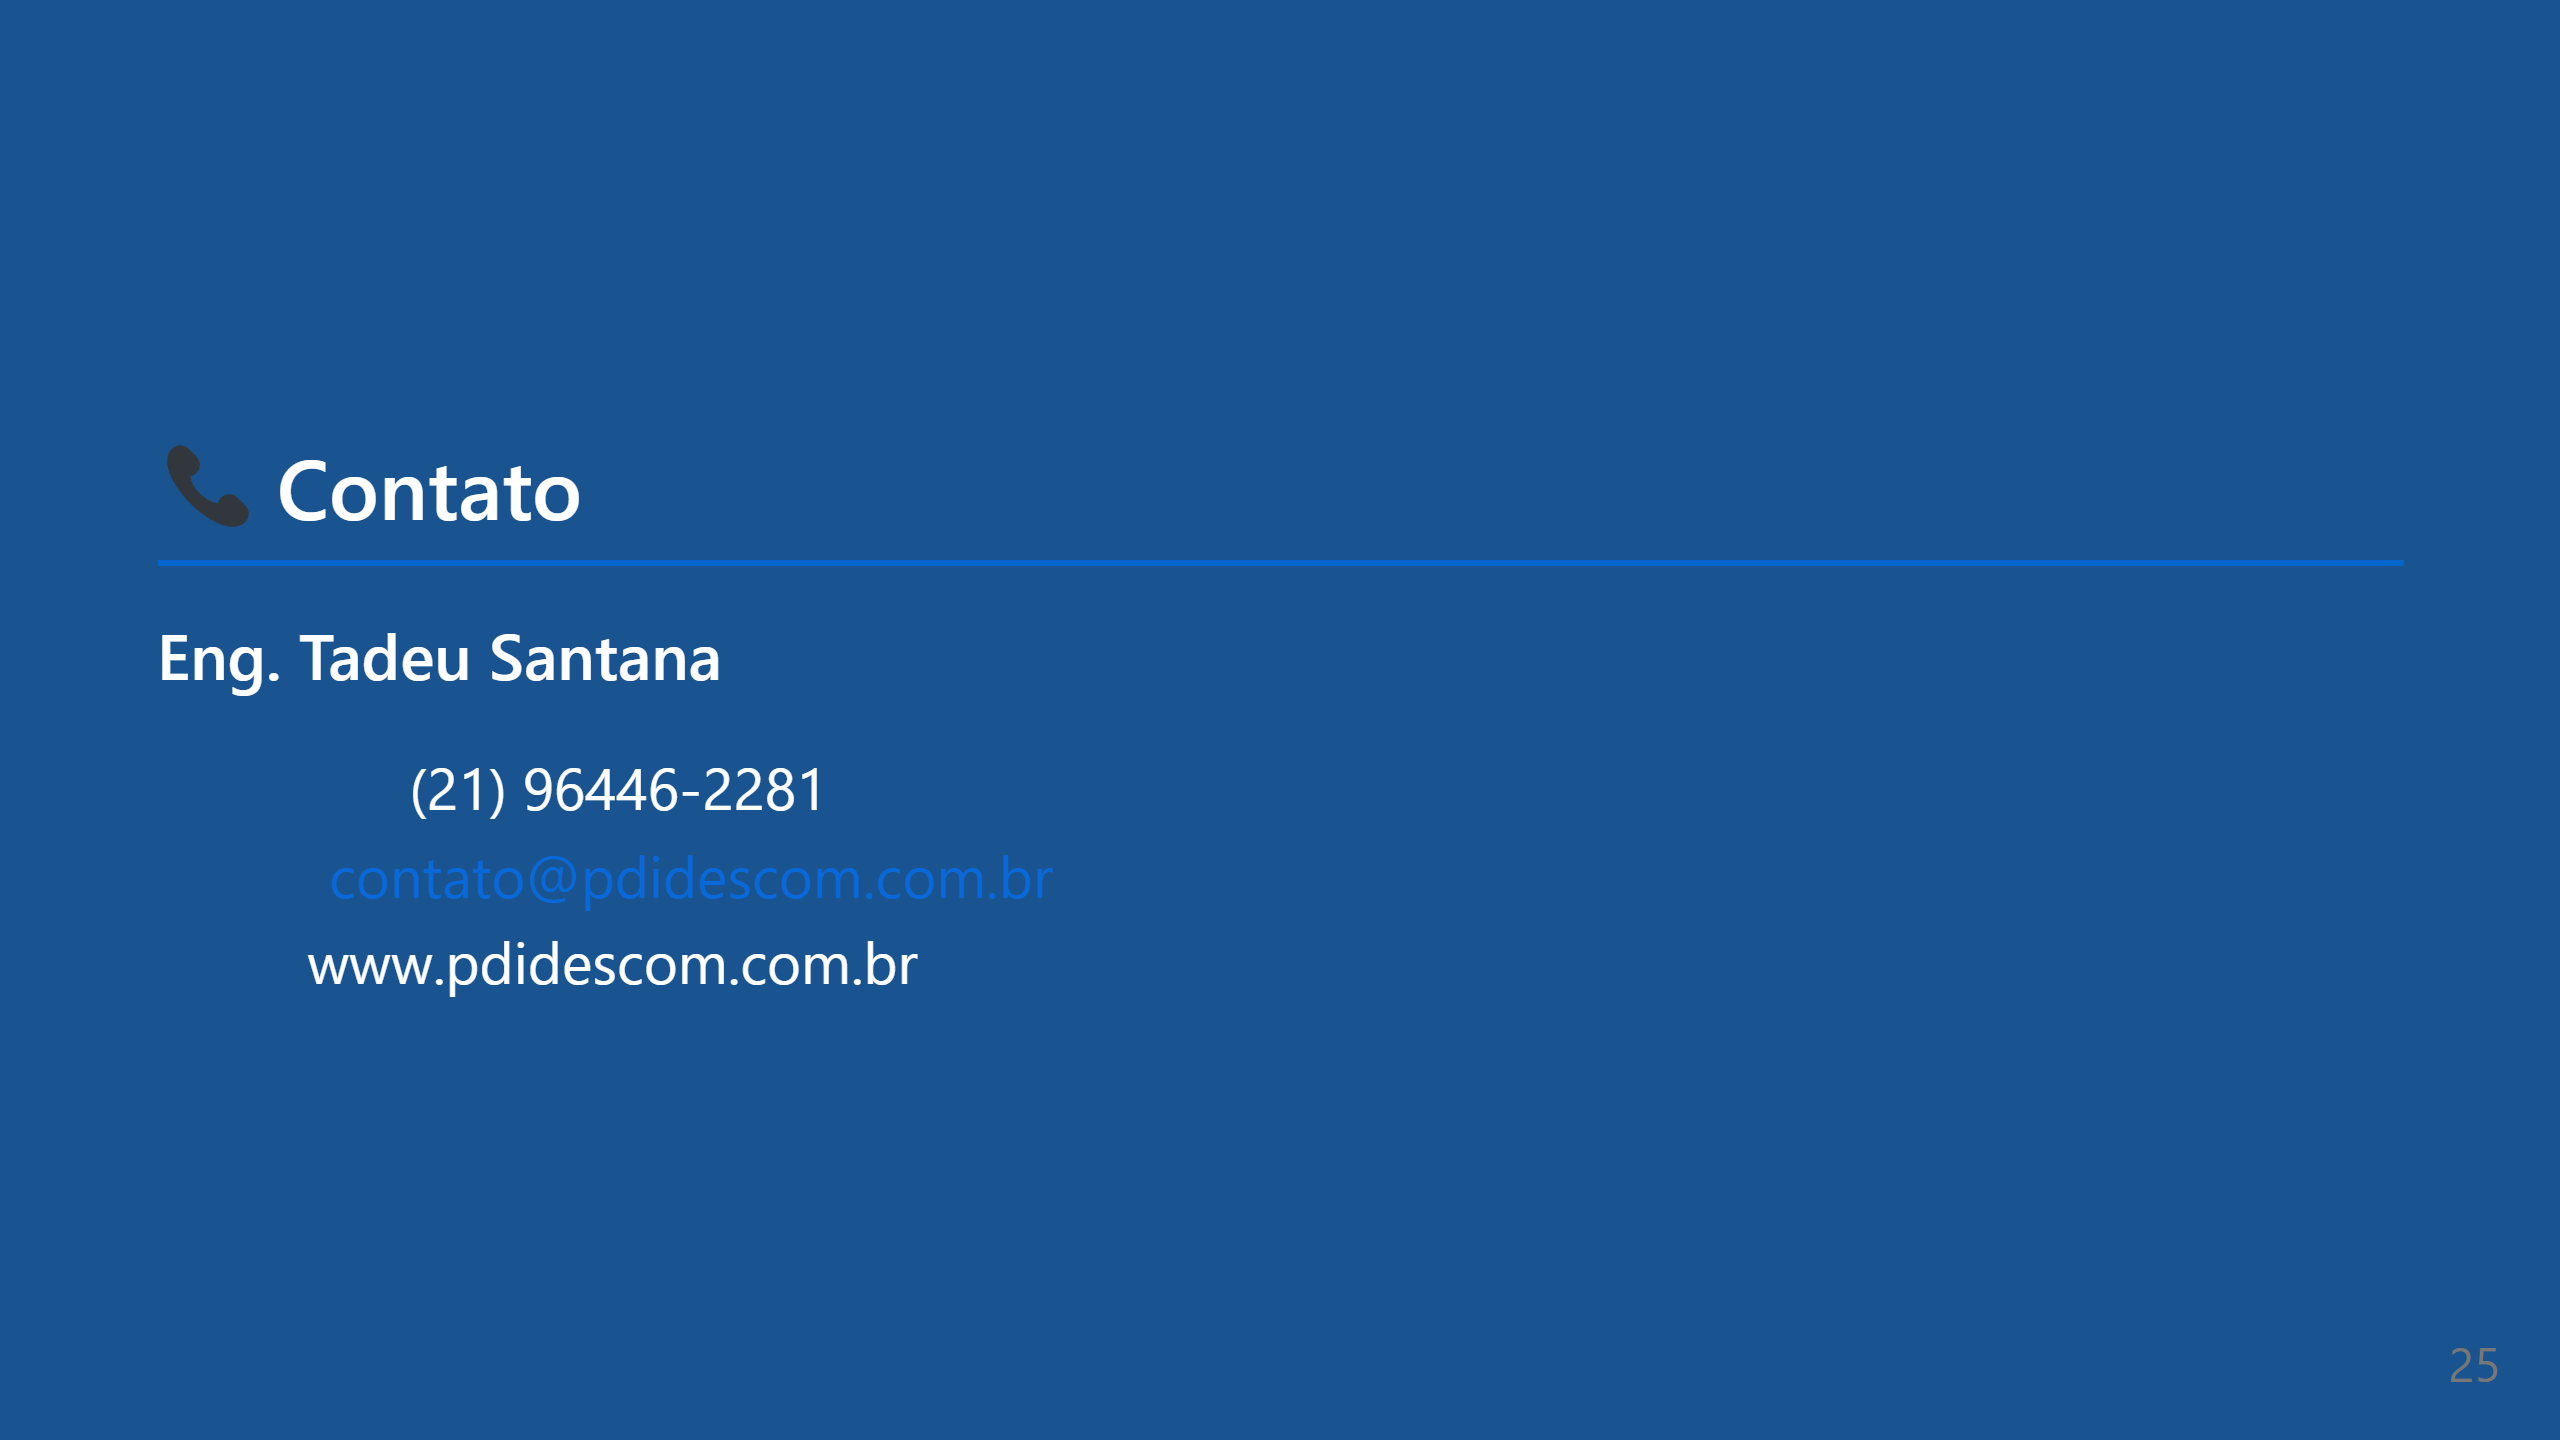 📞 Contato
Eng. Tadeu Santana
(21) 96446-2281
contato@pdidescom.com.br
www.pdidescom.com.br
25